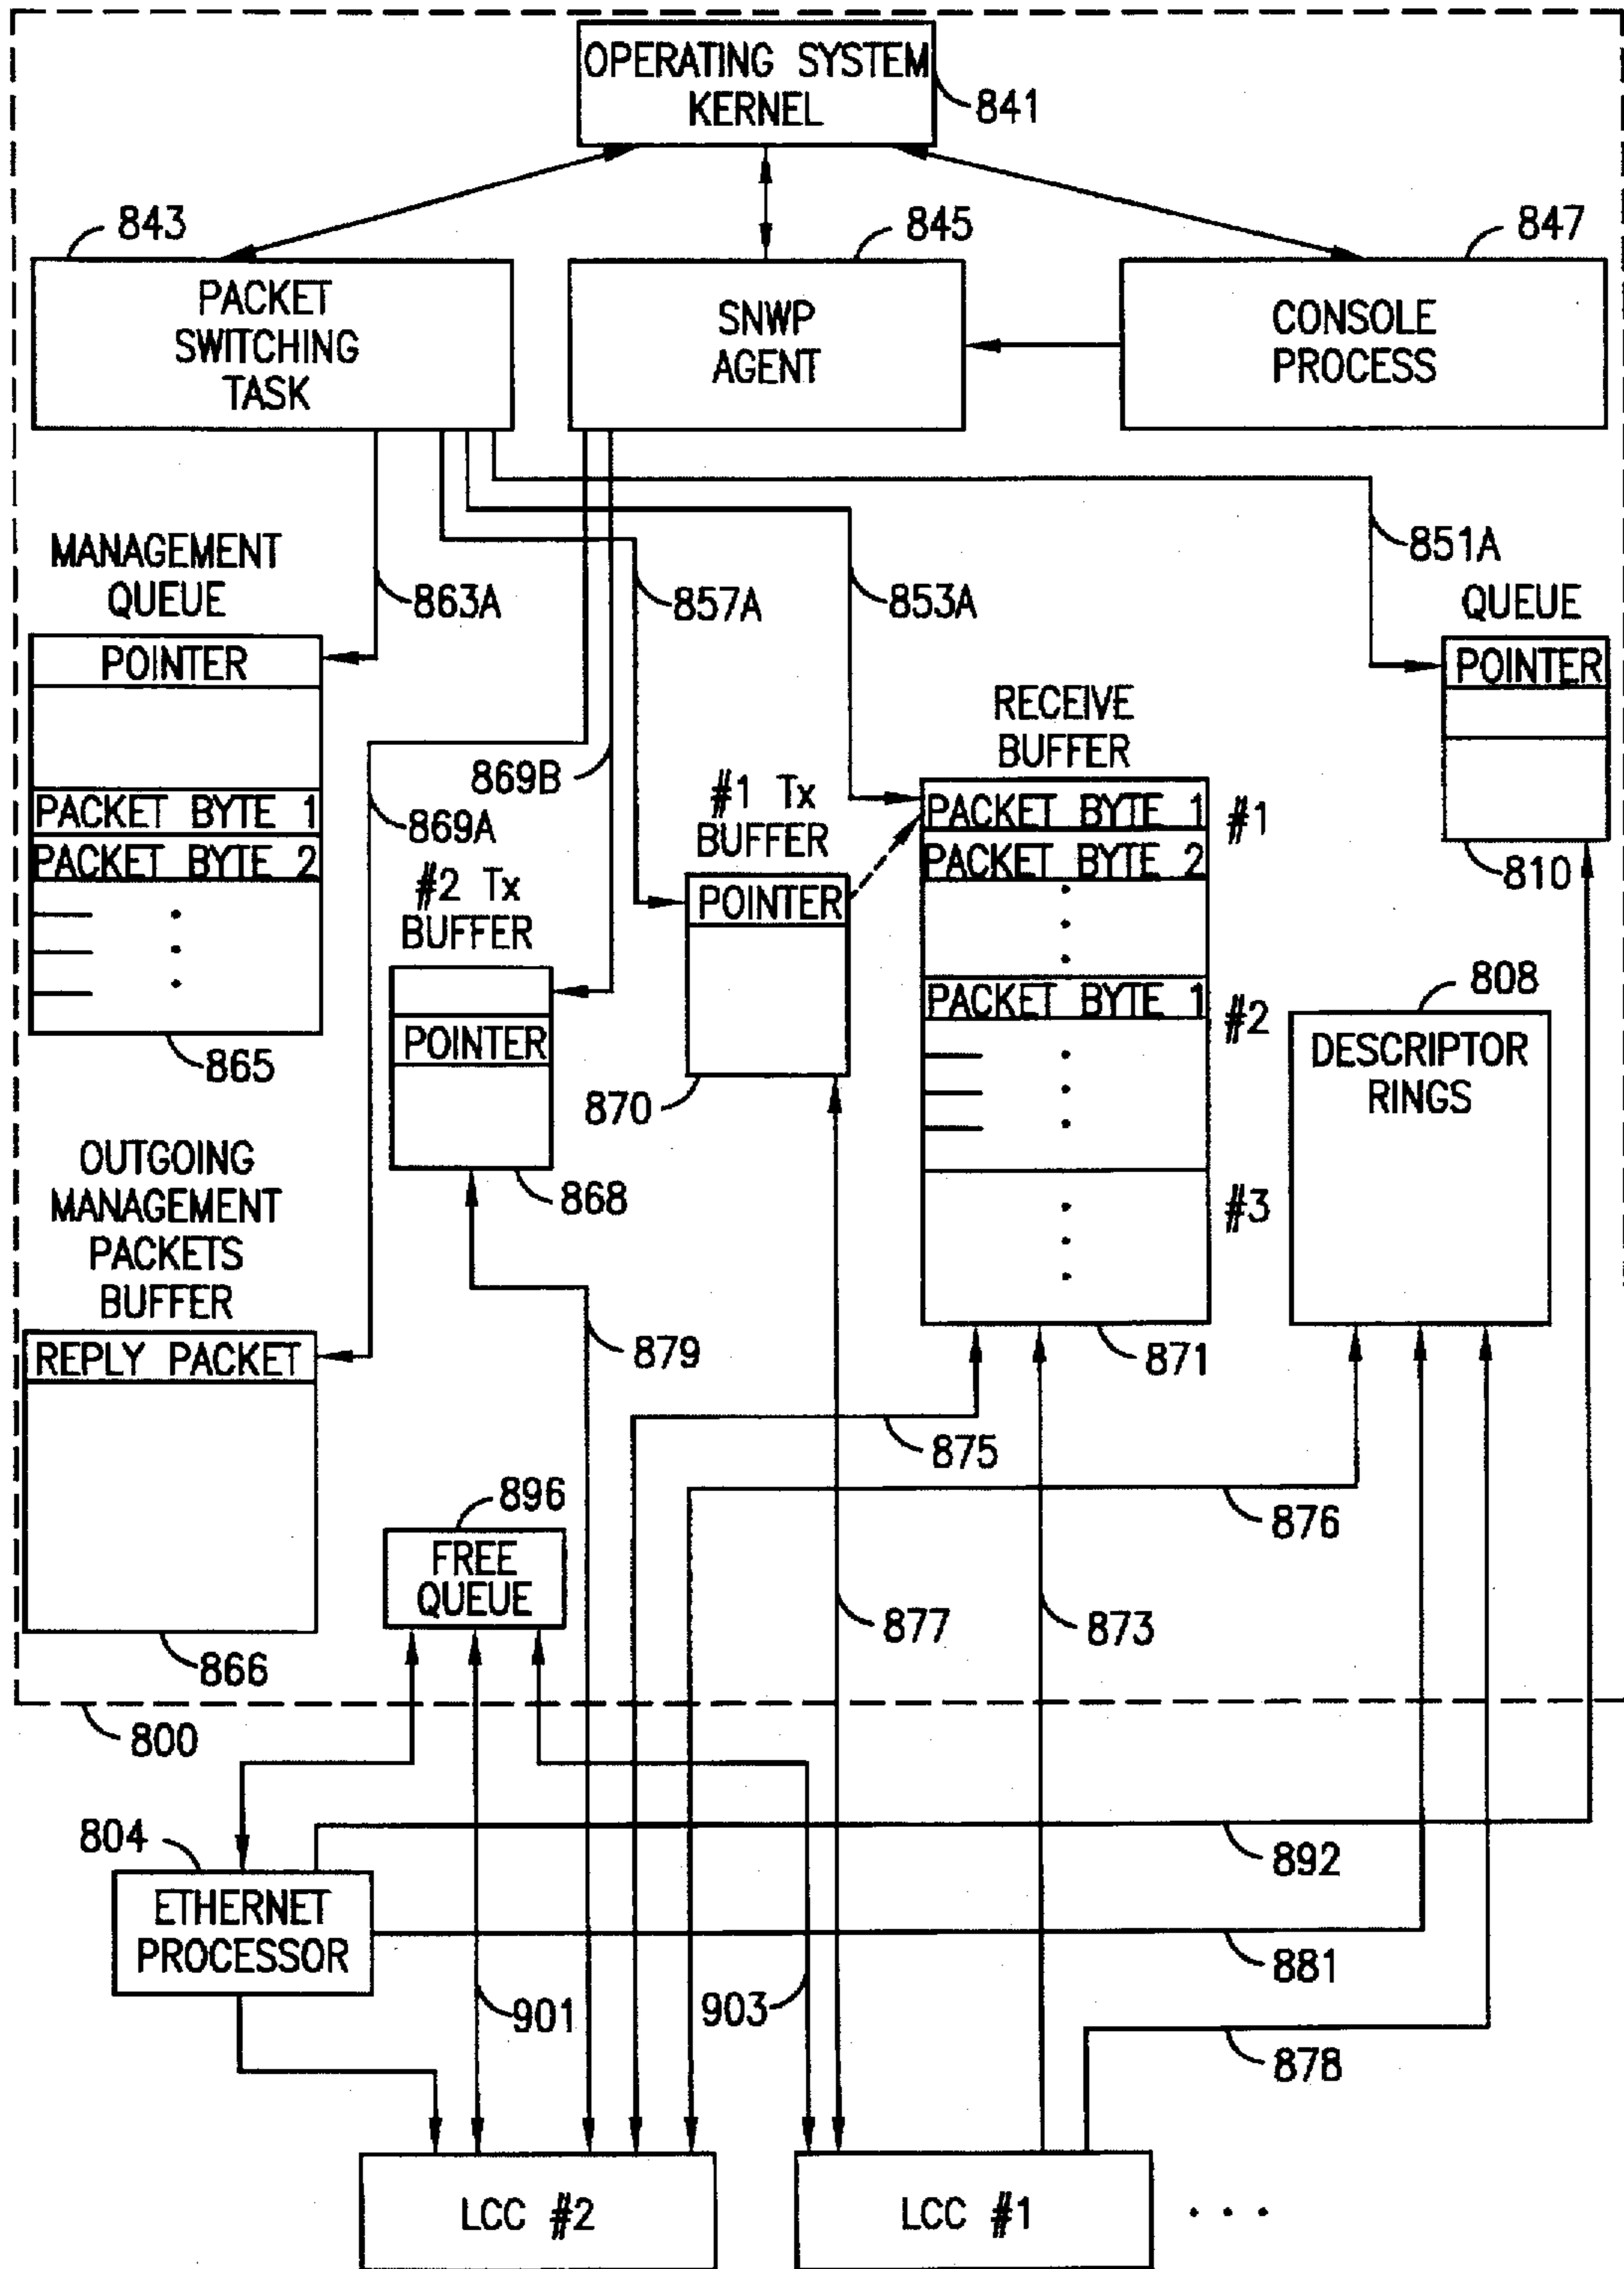 OPERATING SYSTEM
KERNEL
841
843
845
847
PACKET
SWITCHING
TASK
SNWP
AGENT
CONSOLE
PROCESS
MANAGEMENT
QUEUE
863A
857A
853A
851A
QUEUE
POINTER
POINTER
RECEIVE
BUFFER
869B
#1 Tx
BUFFER
PACKET BYTE 1
PACKET BYTE 2
869A
PACKET BYTE 1
#1
PACKET BYTE 2
810
#2 Tx
BUFFER
POINTER
PACKET BYTE 1
#2
808
POINTER
DESCRIPTOR
RINGS
865
870
868
#3
OUTGOING
MANAGEMENT
PACKETS
BUFFER
REPLY PACKET
879
871
875
896
876
FREE
QUEUE
877
873
866
800
804
892
ETHERNET
PROCESSOR
881
901
903
878
LCC #2
LCC #1
. . .